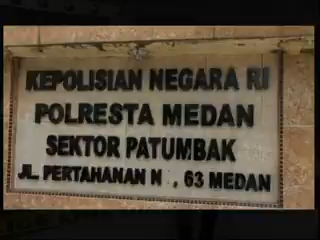 KEPOLISIAN NEGARA RI
POLRESTA MEDAN
SEKTOR PATUMBAK
JL. PERTAHANAN N , 63 MEDAN